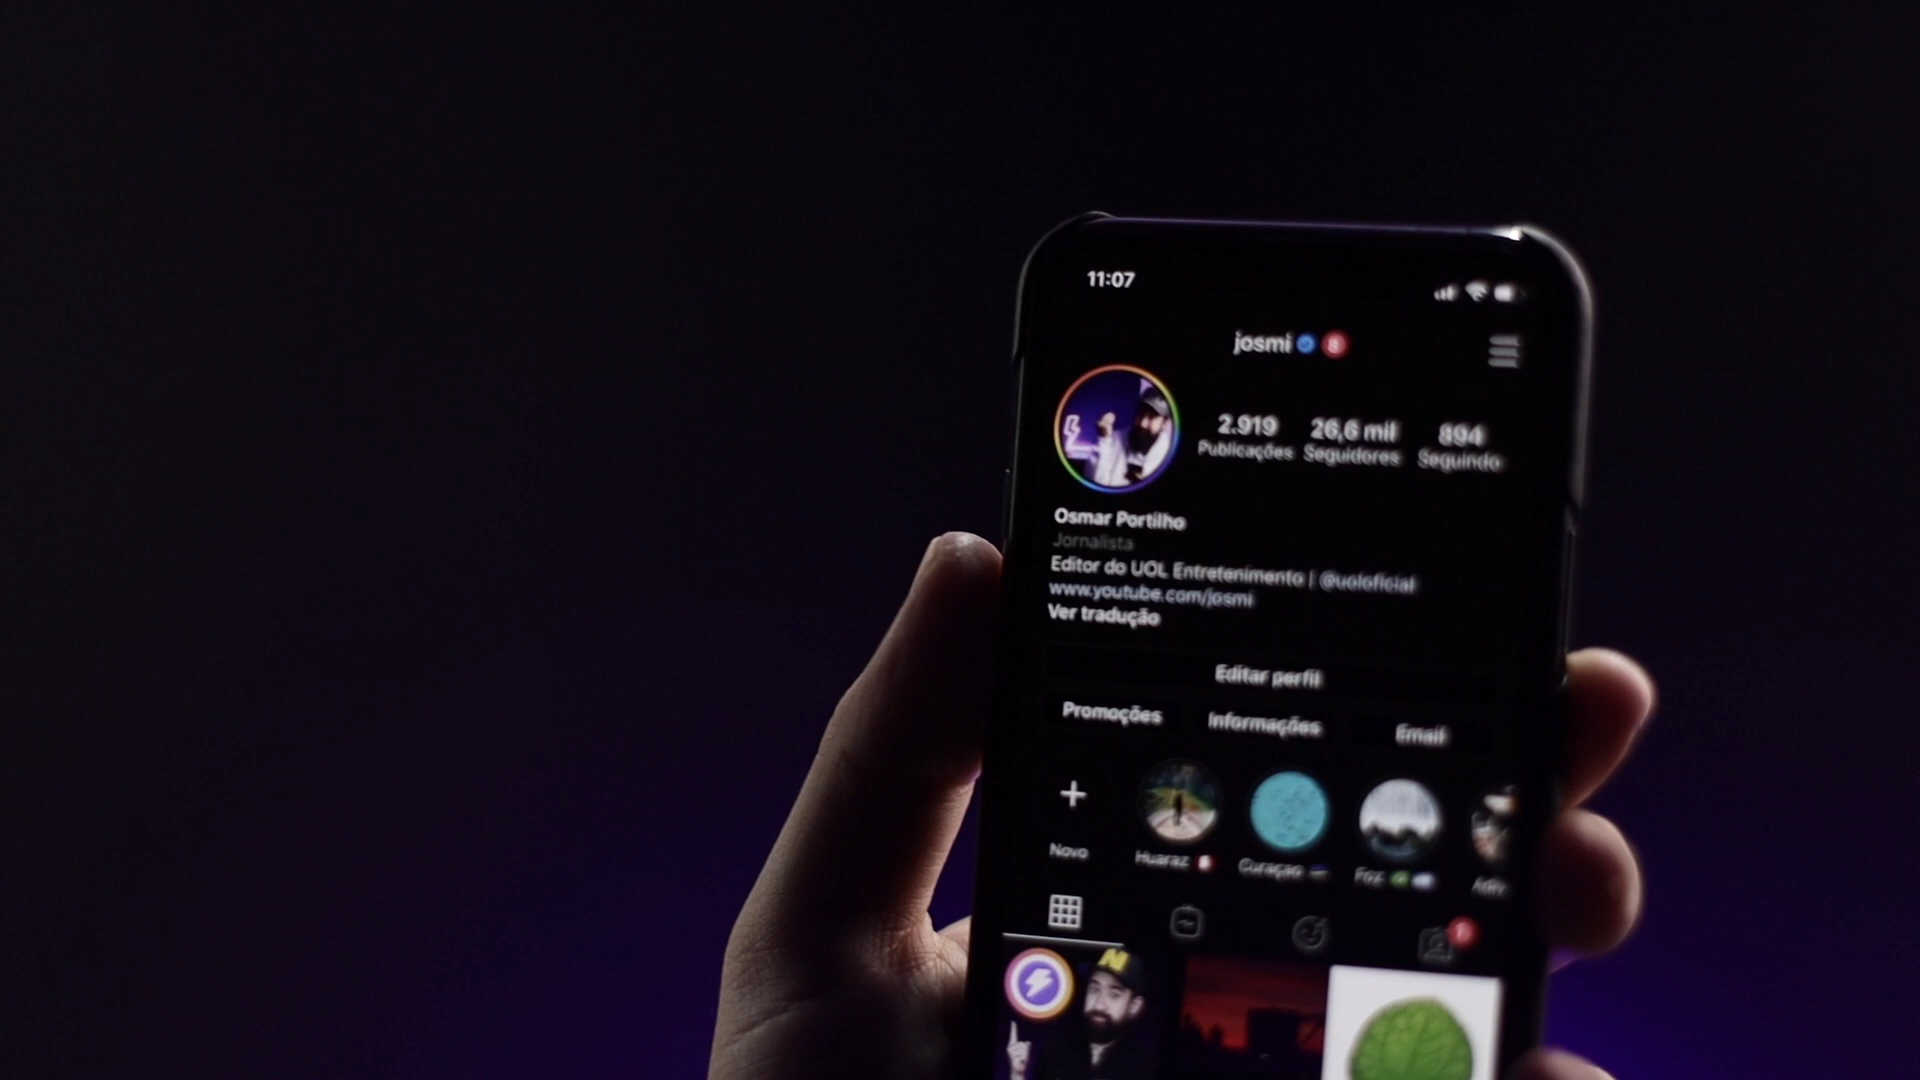 11:07
josmi 8
2.919 26,6 mil 894
Publicações Seguidores Seguindo
Osmar Portilho
Jornalista
Editor do UOL Entretenimento | @uoloficial
www.youtube.com/josmi
Ver tradução
Editar perfil
Promoções Informações Email
Novo Huaraz Curaçao Foz